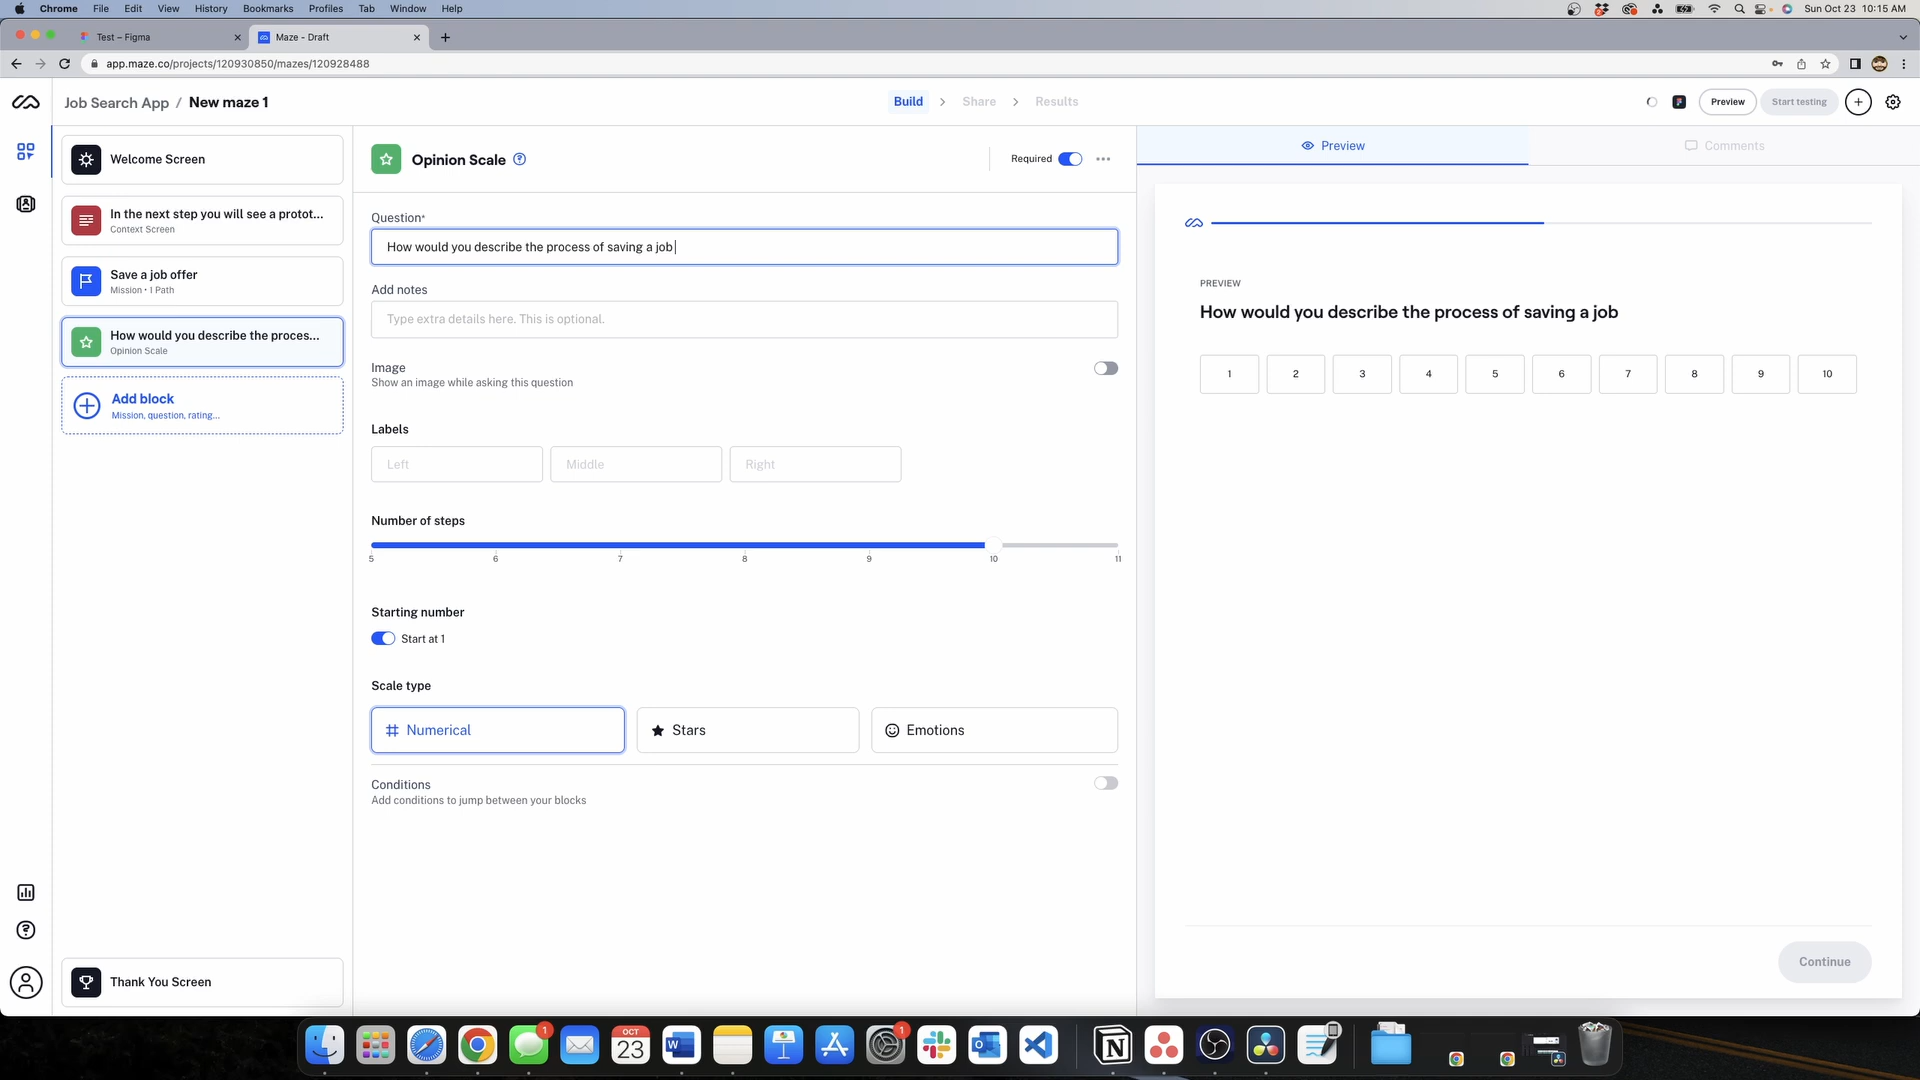 Chrome File Edit View History Bookmarks Profiles Tab Window Help
Sun Oct 23 10:15 AM
Test – Figma
Maze - Draft
app.maze.co/projects/120930850/mazes/120928488
Job Search App / New maze 1
Build
Share
Results
Preview
Start testing
Welcome Screen
In the next step you will see a protot...
Context Screen
Save a job offer
Mission • 1 Path
How would you describe the proces...
Opinion Scale
Add block
Mission, question, rating...
Thank You Screen
Opinion Scale
Required
Question*
How would you describe the process of saving a job
Add notes
Type extra details here. This is optional.
Image
Show an image while asking this question
Labels
Left
Middle
Right
Number of steps
5 6 7 8 9 10 11
Starting number
Start at 1
Scale type
Numerical
Stars
Emotions
Conditions
Add conditions to jump between your blocks
Preview
Comments
PREVIEW
How would you describe the process of saving a job
1 2 3 4 5 6 7 8 9 10
Continue
1
OCT
23
1